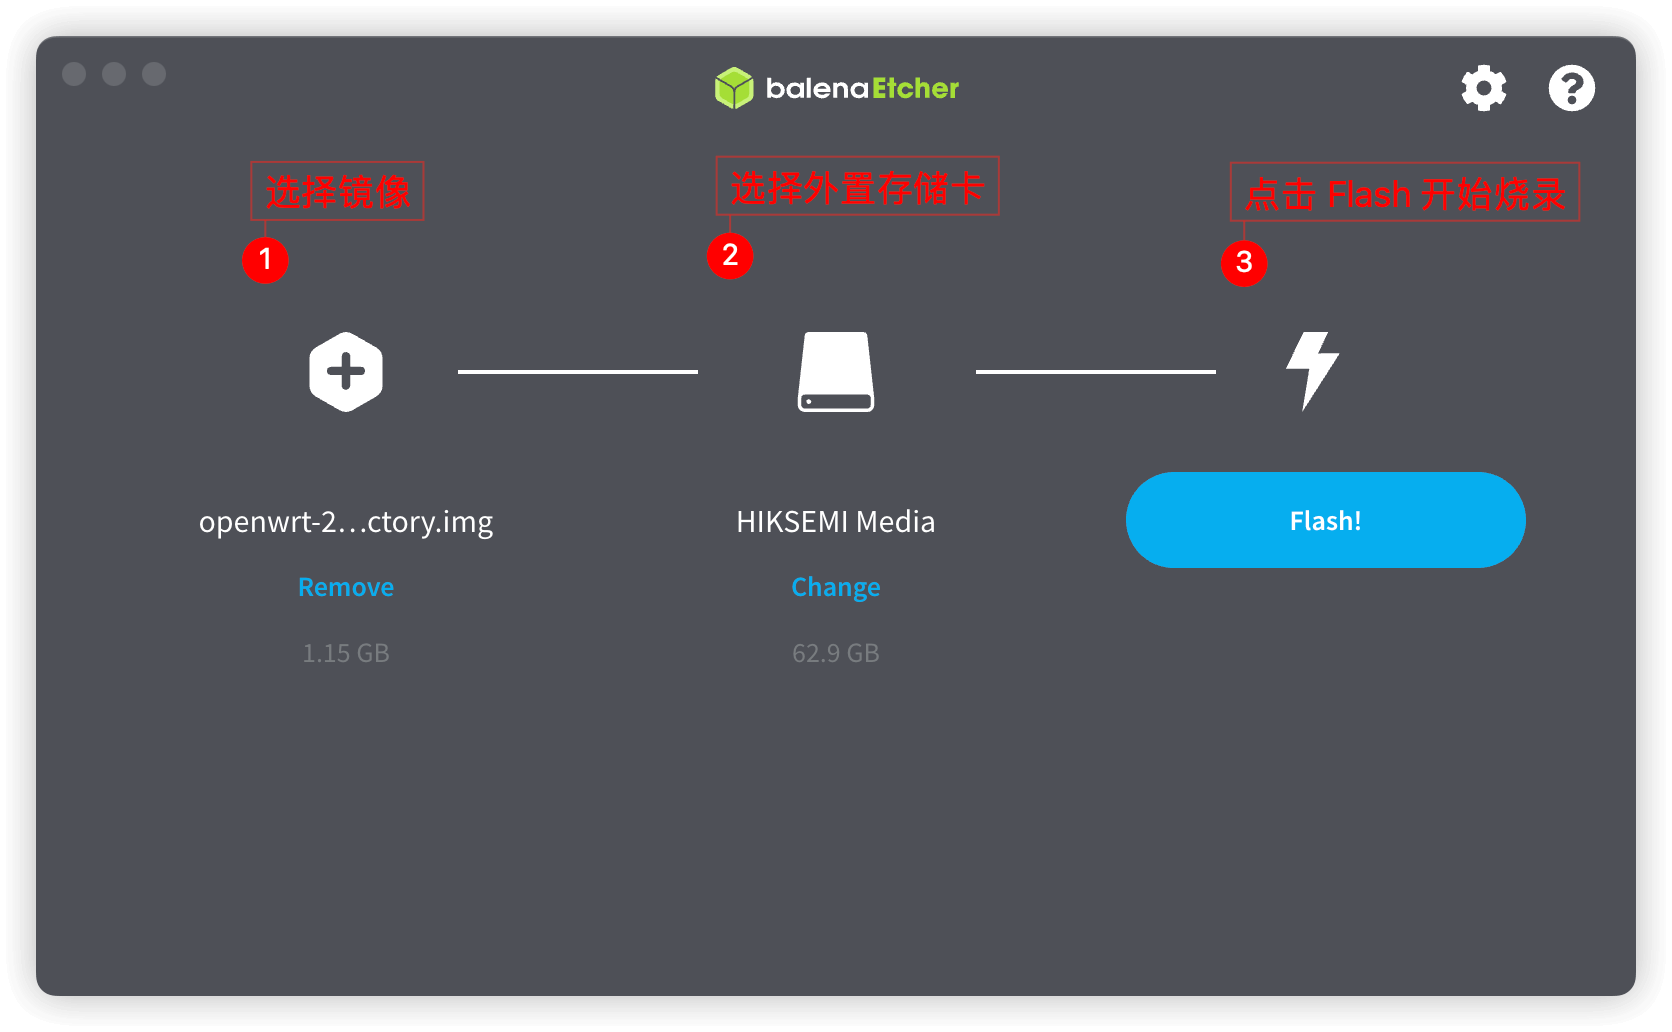 balenaEtcher
选择镜像
选择外置存储卡
点击 Flash 开始烧录
1
2
3
openwrt-2...ctory.img
HIKSEMI Media
Flash!
Remove
Change
1.15 GB
62.9 GB